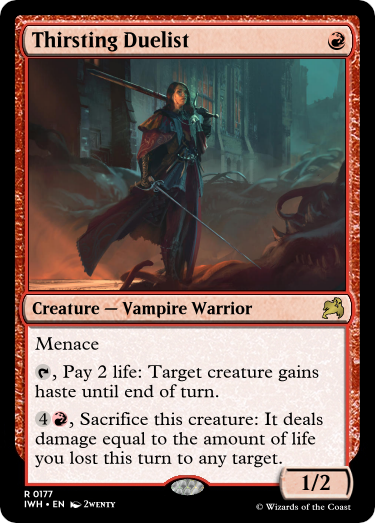 Thirsting Duelist
Creature — Vampire Warrior
Menace
, Pay 2 life: Target creature gains
haste until end of turn.
4, Sacrifice this creature: It deals
damage equal to the amount of life
you lost this turn to any target.
1/2
R 0177
IWH • EN 2WENTY
© Wizards of the Coast